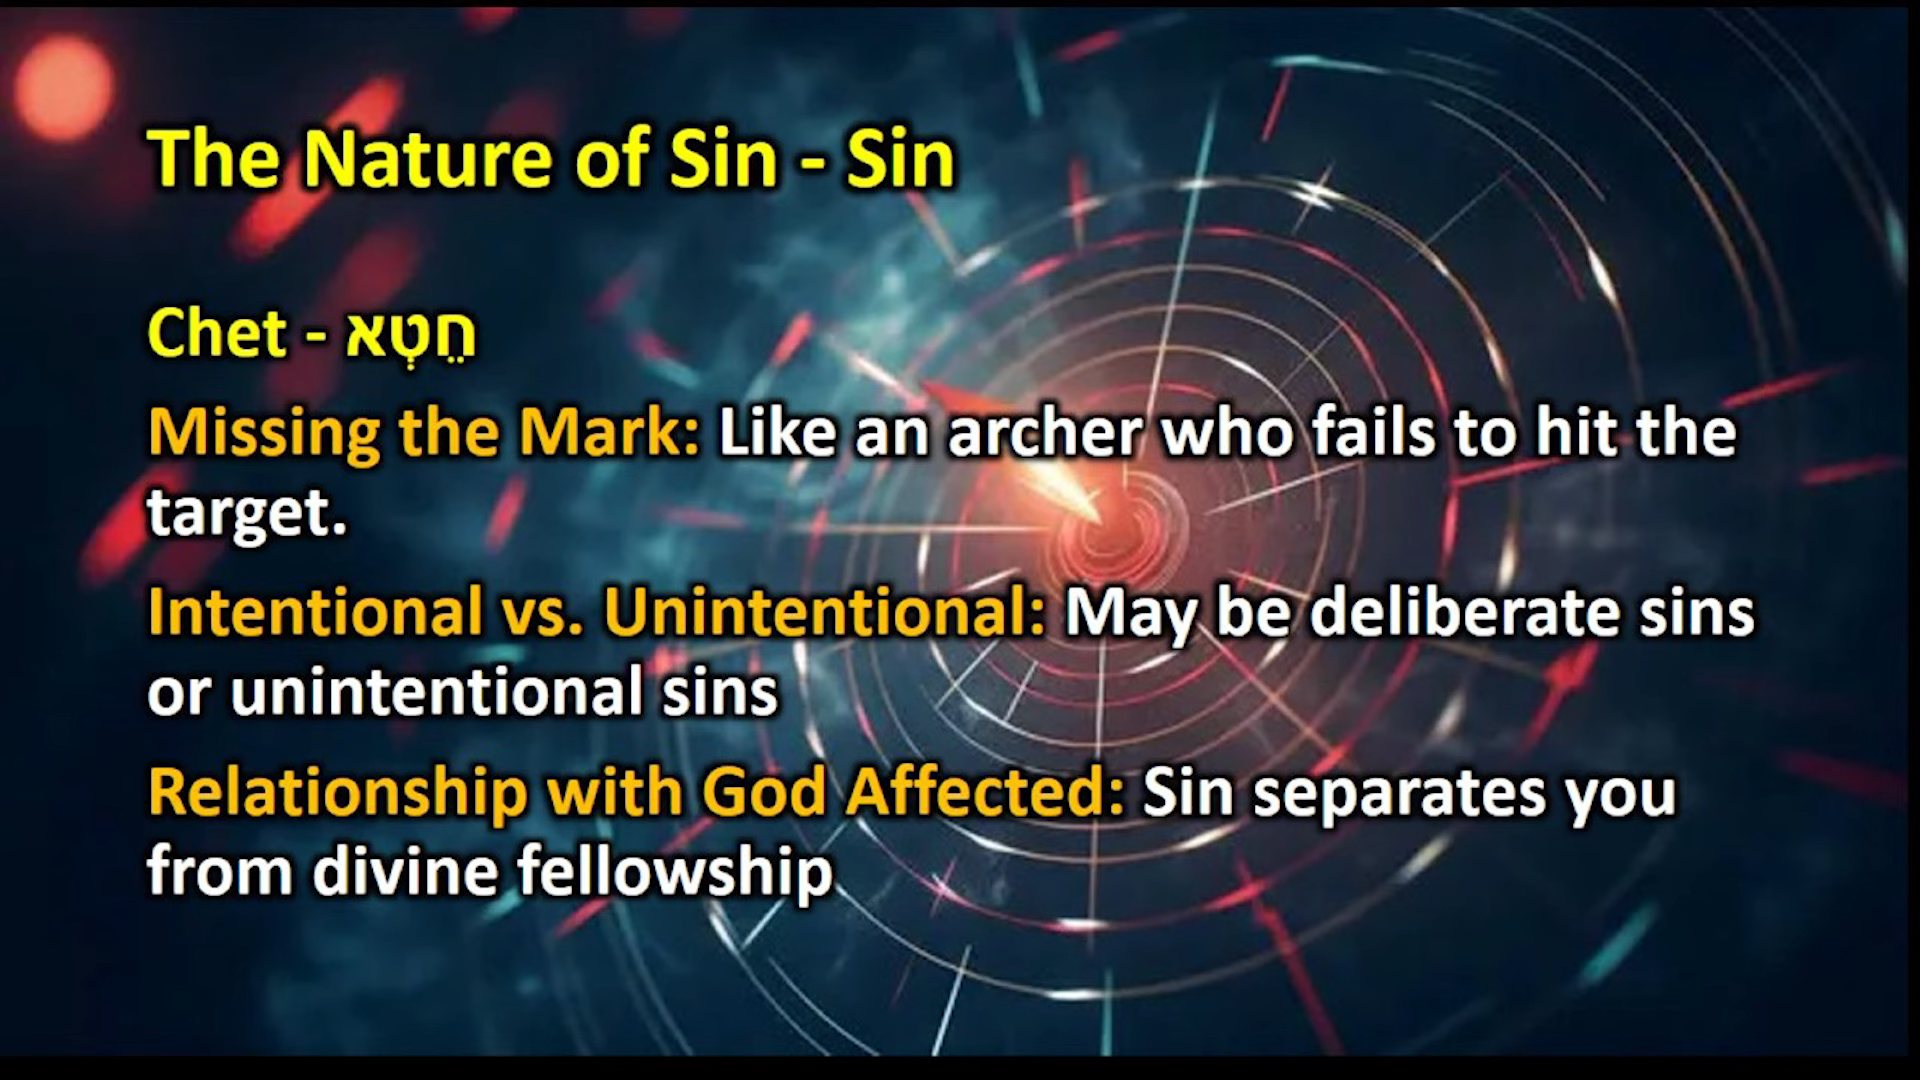 The Nature of Sin - Sin
Chet - חֵטְא
Missing the Mark: Like an archer who fails to hit the
target.
Intentional vs. Unintentional: May be deliberate sins
or unintentional sins
Relationship with God Affected: Sin separates you
from divine fellowship